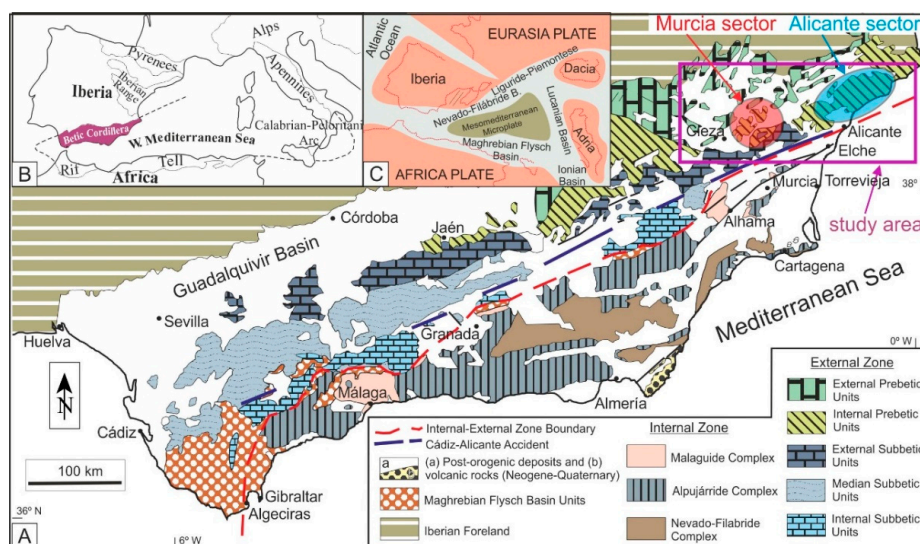 Murcia
sector
Alicante
sector
Alps
Pyrences
Iberian
Range
Apennines
Iberia
Betic Cordillera
W. Mediterranean Sea
Calabrian-Peloritani
Arc
Rif
Tell
Africa
B
Atlantic
Ocean
EURASIA PLATE
Iberia
Liguride-Piemontese
Nevado-Filábride B.
Dacia
Mesomediterranean
Microplate
Lucanian Basin
Adria
Maghrebian Flysch
Basin
Ionian
Basin
AFRICA PLATE
C
Cieza
Alicante
Elche
Murcia
Torrevieja
38°
study area
Alhama
Cartagena
Córdoba
Jaén
Guadalquivir Basin
Sevilla
Huelva
Granada
Mediterranean Sea
0° W
N
Málaga
Almería
Cádiz
100 km
Gibraltar
Algeciras
36° N
6° W
A
Internal-External Zone Boundary
Cádiz-Alicante Accident
a
b
(a) Post-orogenic deposits and (b)
volcanic rocks (Neogene-Quaternary)
Maghrebian Flysch Basin Units
Iberian Foreland
Internal Zone
Malaguide Complex
Alpujárride Complex
Nevado-Filabride
Complex
External Zone
External Prebetic
Units
Internal Prebetic
Units
External Subbetic
Units
Median Subbetic
Units
Internal Subbetic
Units